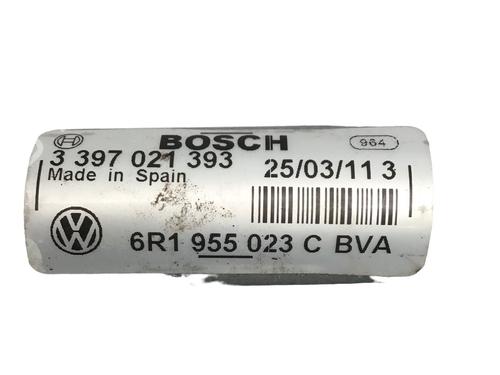 BOSCH
964
3 397 021 393
Made in Spain
25/03/11 3
6R1 955 023 C BVA